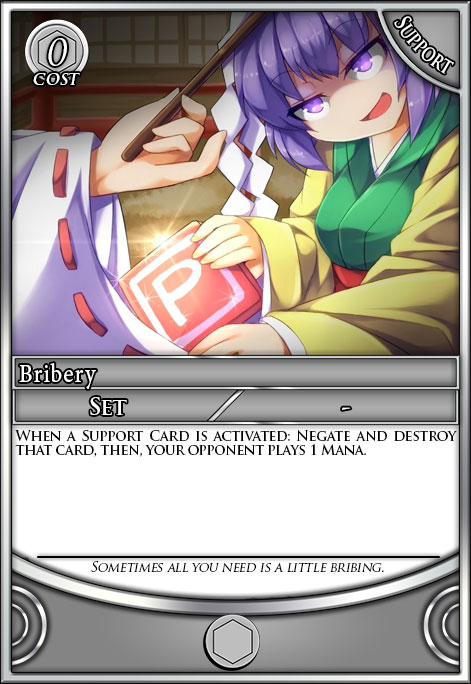 0
COST
SUPPORT
P
Bribery
SET / -
WHEN A SUPPORT CARD IS ACTIVATED: NEGATE AND DESTROY
THAT CARD, THEN, YOUR OPPONENT PLAYS 1 MANA.
SOMETIMES ALL YOU NEED IS A LITTLE BRIBING.